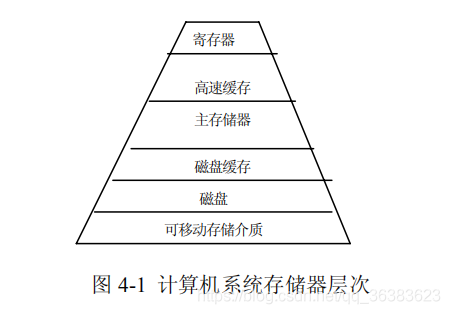 寄存器
高速缓存
主存储器
磁盘缓存
磁盘
可移动存储介质
图 4-1 计算机系统存储器层次
https://blog.csdn.net/qq_36383623